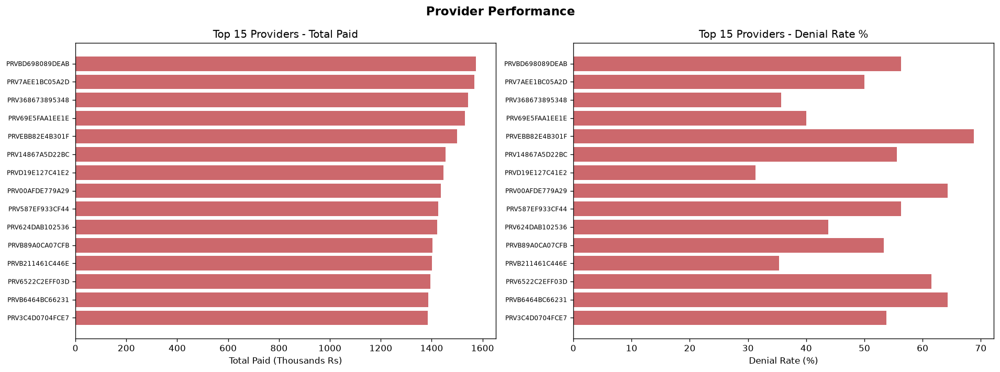 Provider Performance
Top 15 Providers - Total Paid
PRVBD698089DEAB
PRV7AEE1BC05A2D
PRV368673895348
PRV69E5FAA1EE1E
PRVEBB82E4B301F
PRV14867A5D22BC
PRVD19E127C41E2
PRV00AFDE779A29
PRV587EF933CF44
PRV624DAB102536
PRVB89A0CA07CFB
PRVB211461C446E
PRV6522C2EFF03D
PRVB6464BC66231
PRV3C4D0704FCE7
0 200 400 600 800 1000 1200 1400 1600
Total Paid (Thousands Rs)
Top 15 Providers - Denial Rate %
PRVBD698089DEAB
PRV7AEE1BC05A2D
PRV368673895348
PRV69E5FAA1EE1E
PRVEBB82E4B301F
PRV14867A5D22BC
PRVD19E127C41E2
PRV00AFDE779A29
PRV587EF933CF44
PRV624DAB102536
PRVB89A0CA07CFB
PRVB211461C446E
PRV6522C2EFF03D
PRVB6464BC66231
PRV3C4D0704FCE7
0 10 20 30 40 50 60 70
Denial Rate (%)